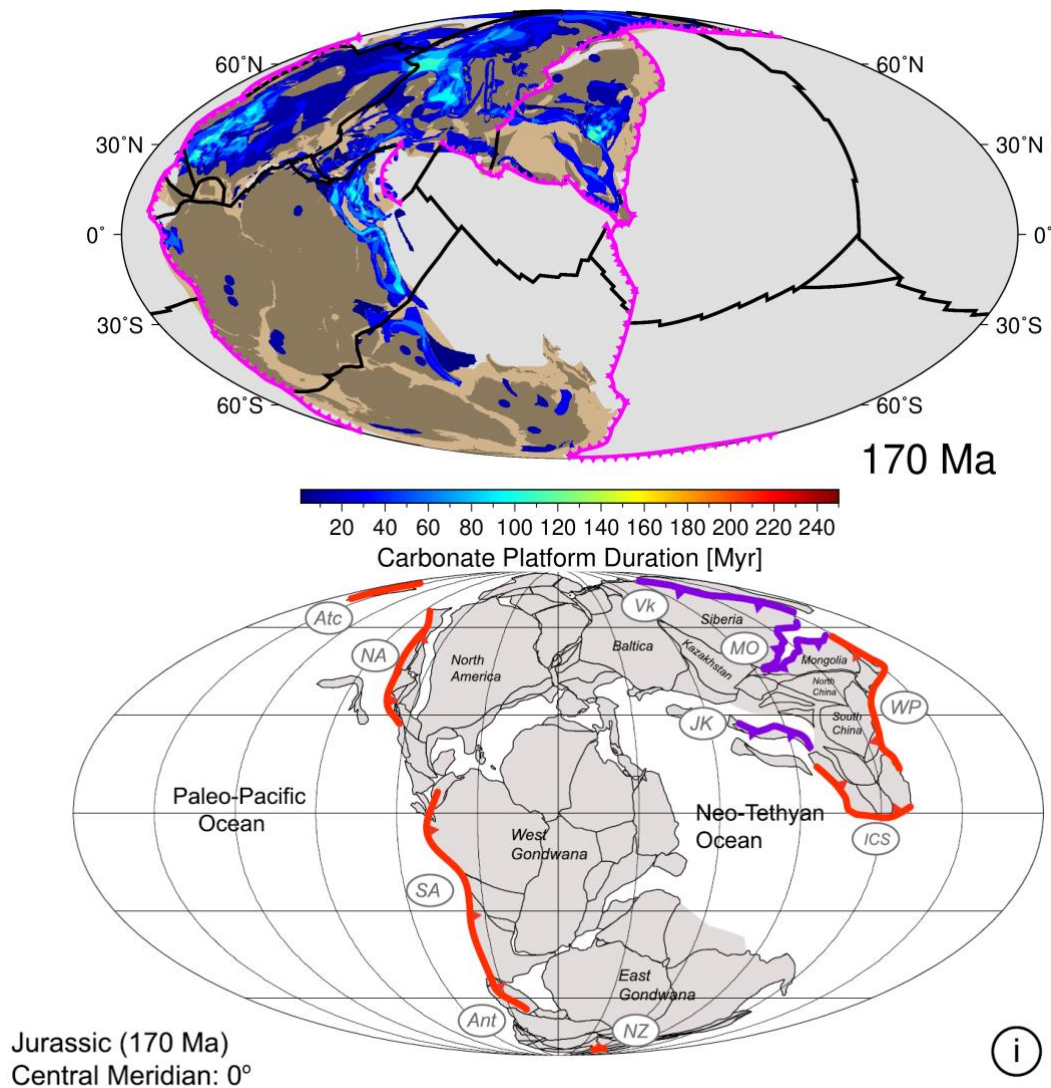 60˚N
60˚N
30˚N
30˚N
0˚
0˚
30˚S
30˚S
60˚S
60˚S
170 Ma
20 40 60 80 100 120 140 160 180 200 220 240
Carbonate Platform Duration [Myr]
Atc
Vk
Siberia
NA
MO
North
America
Baltica
Kazakhstan
Mongolia
North
China
JK
South
China
WP
Paleo-Pacific
Ocean
Neo-Tethyan
Ocean
West
Gondwana
ICS
SA
East
Gondwana
Ant
NZ
Jurassic (170 Ma)
Central Meridian: 0º
i